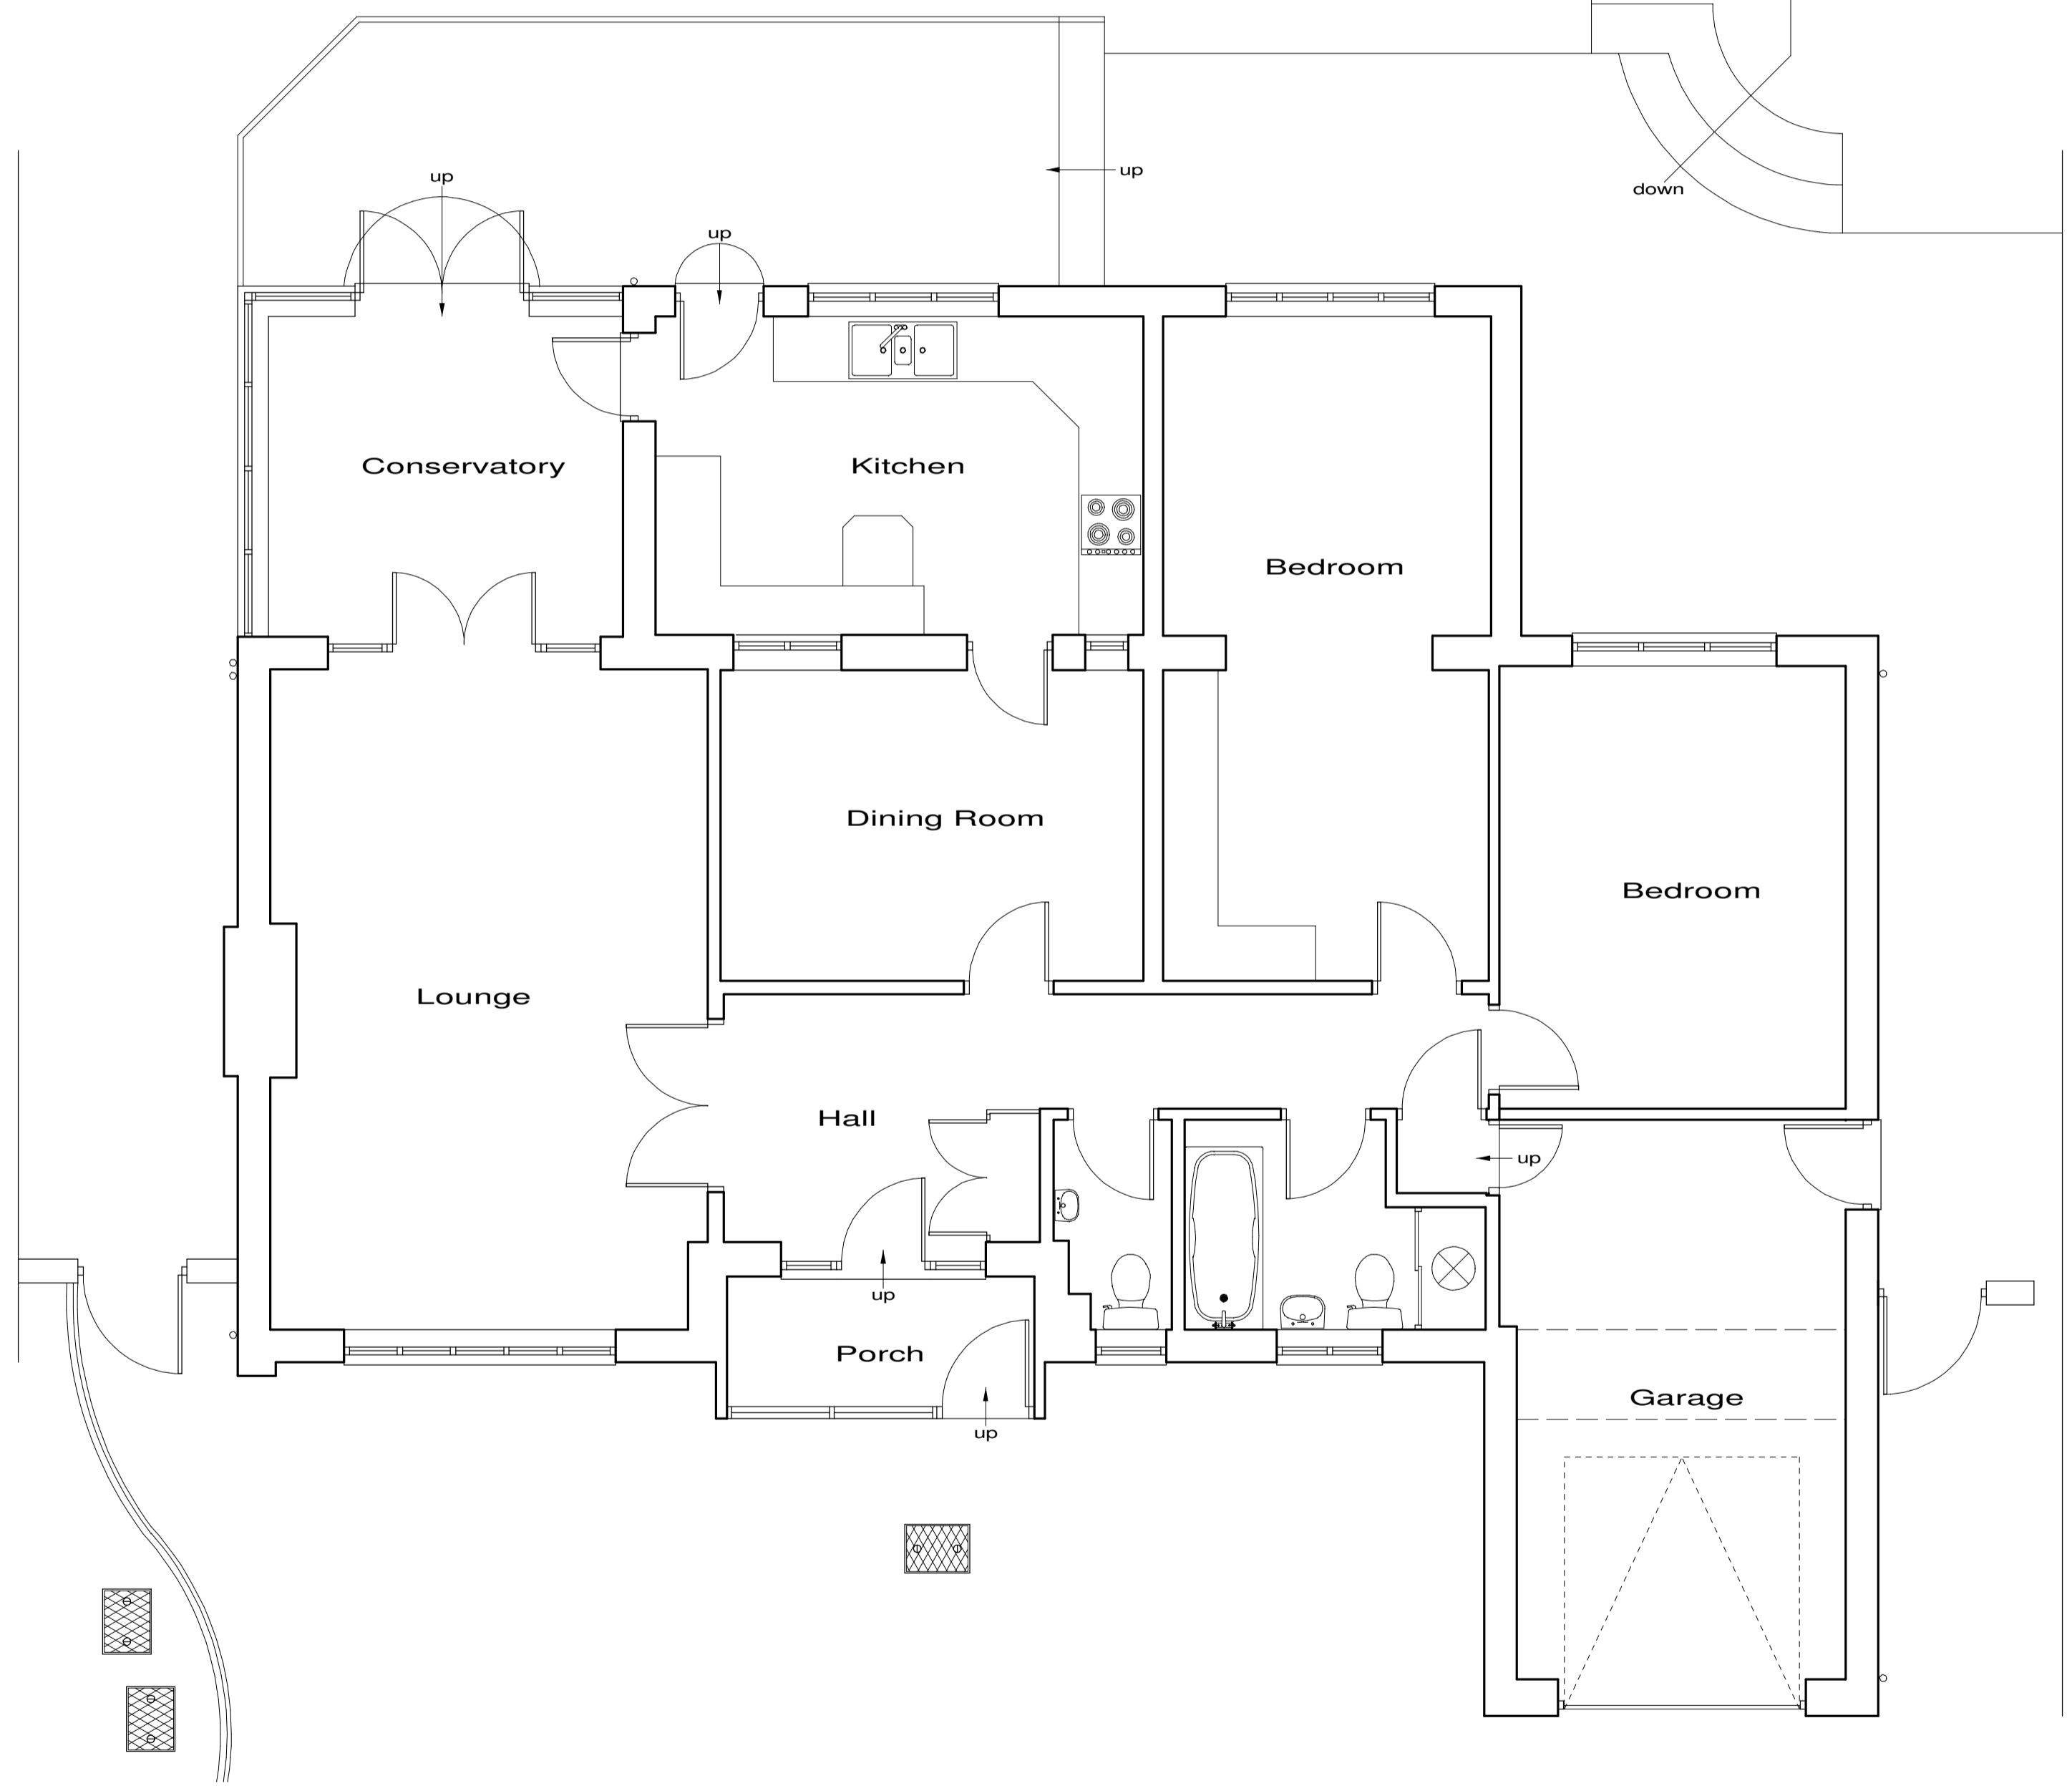 up
up
down
up
Conservatory
Kitchen
Bedroom
Dining Room
Bedroom
Lounge
Hall
up
up
Porch
Garage
up